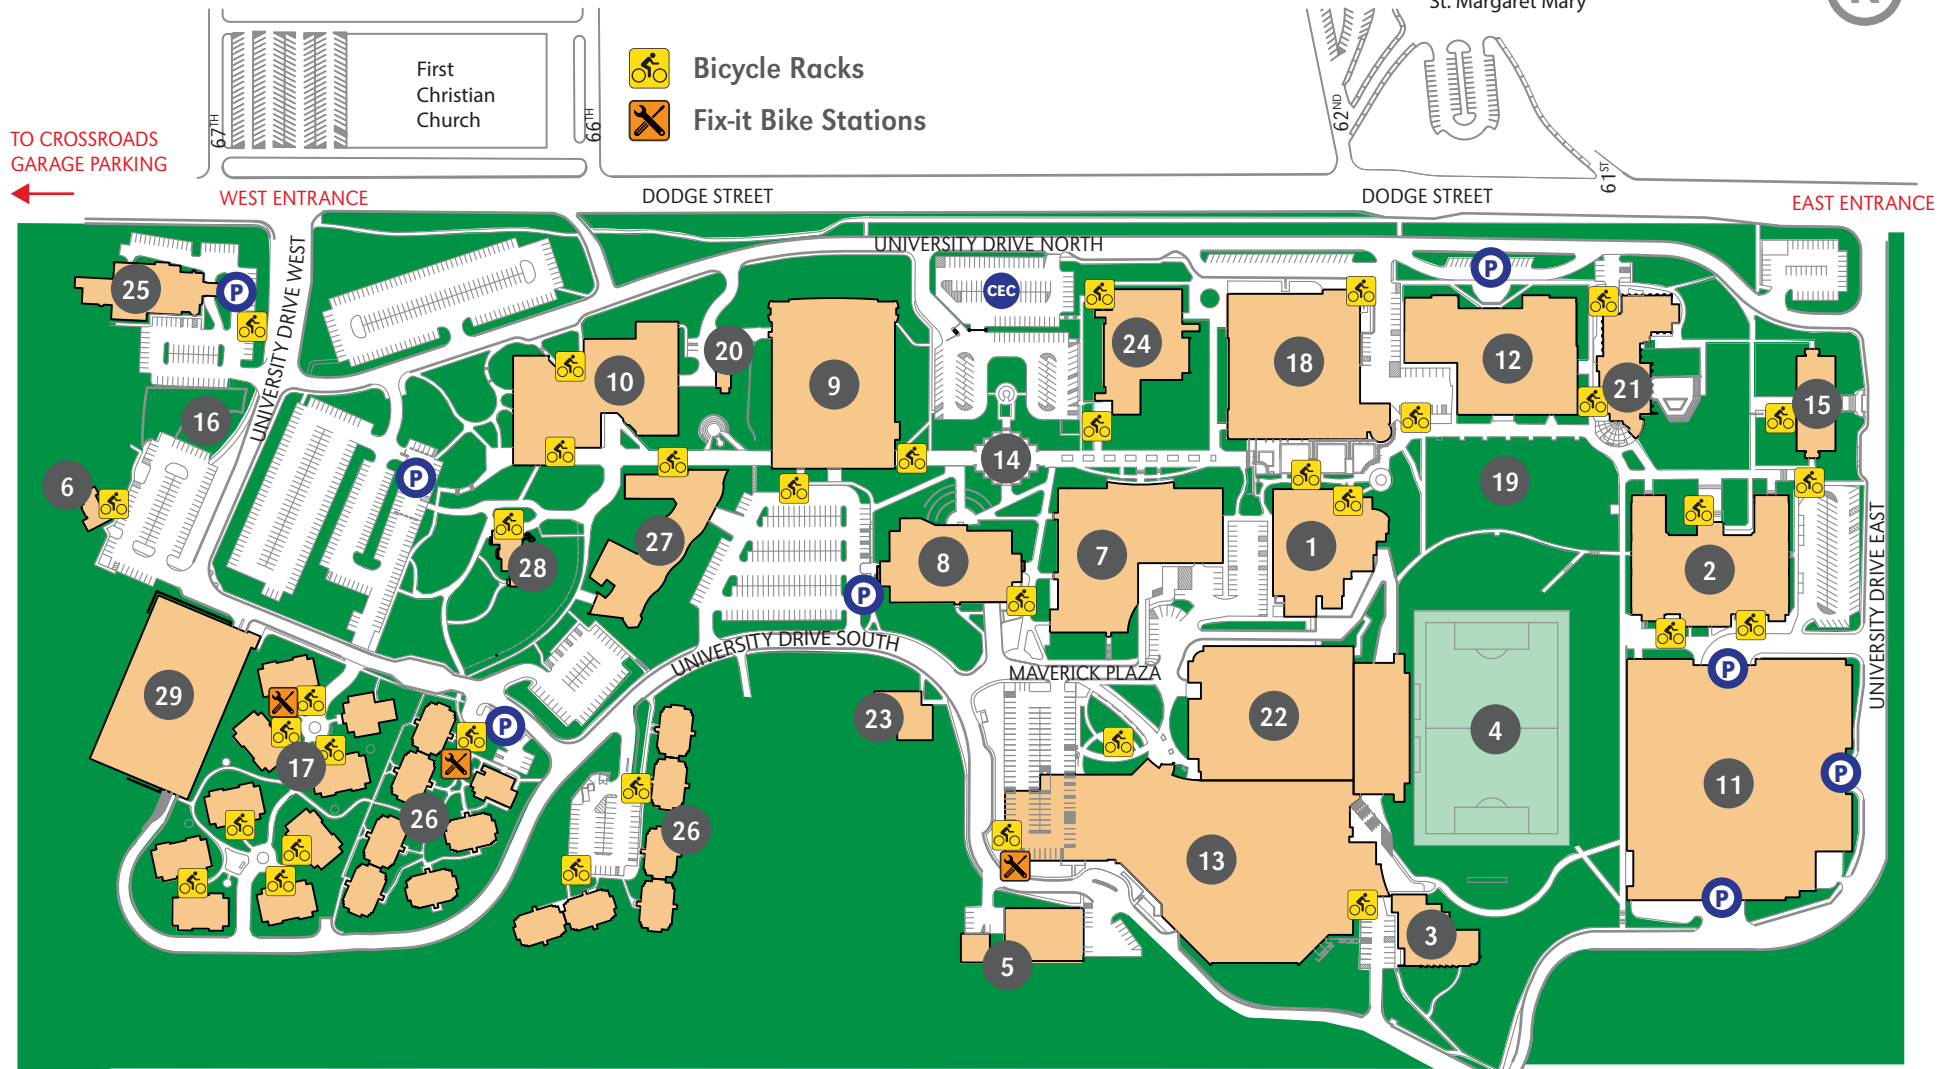 St. Margaret Mary
N
First
Christian
Church
Bicycle Racks
Fix-it Bike Stations
67TH
66TH
62ND
61ST
TO CROSSROADS
GARAGE PARKING
WEST ENTRANCE
DODGE STREET
DODGE STREET
EAST ENTRANCE
UNIVERSITY DRIVE NORTH
UNIVERSITY DRIVE WEST
25
P
CEC
P
24
18
12
20
10
9
21
15
16
14
6
P
19
27
28
8
7
1
2
P
UNIVERSITY DRIVE EAST
UNIVERSITY DRIVE SOUTH
MAVERICK PLAZA
P
29
23
22
4
P
17
P
11
26
26
13
P
3
5